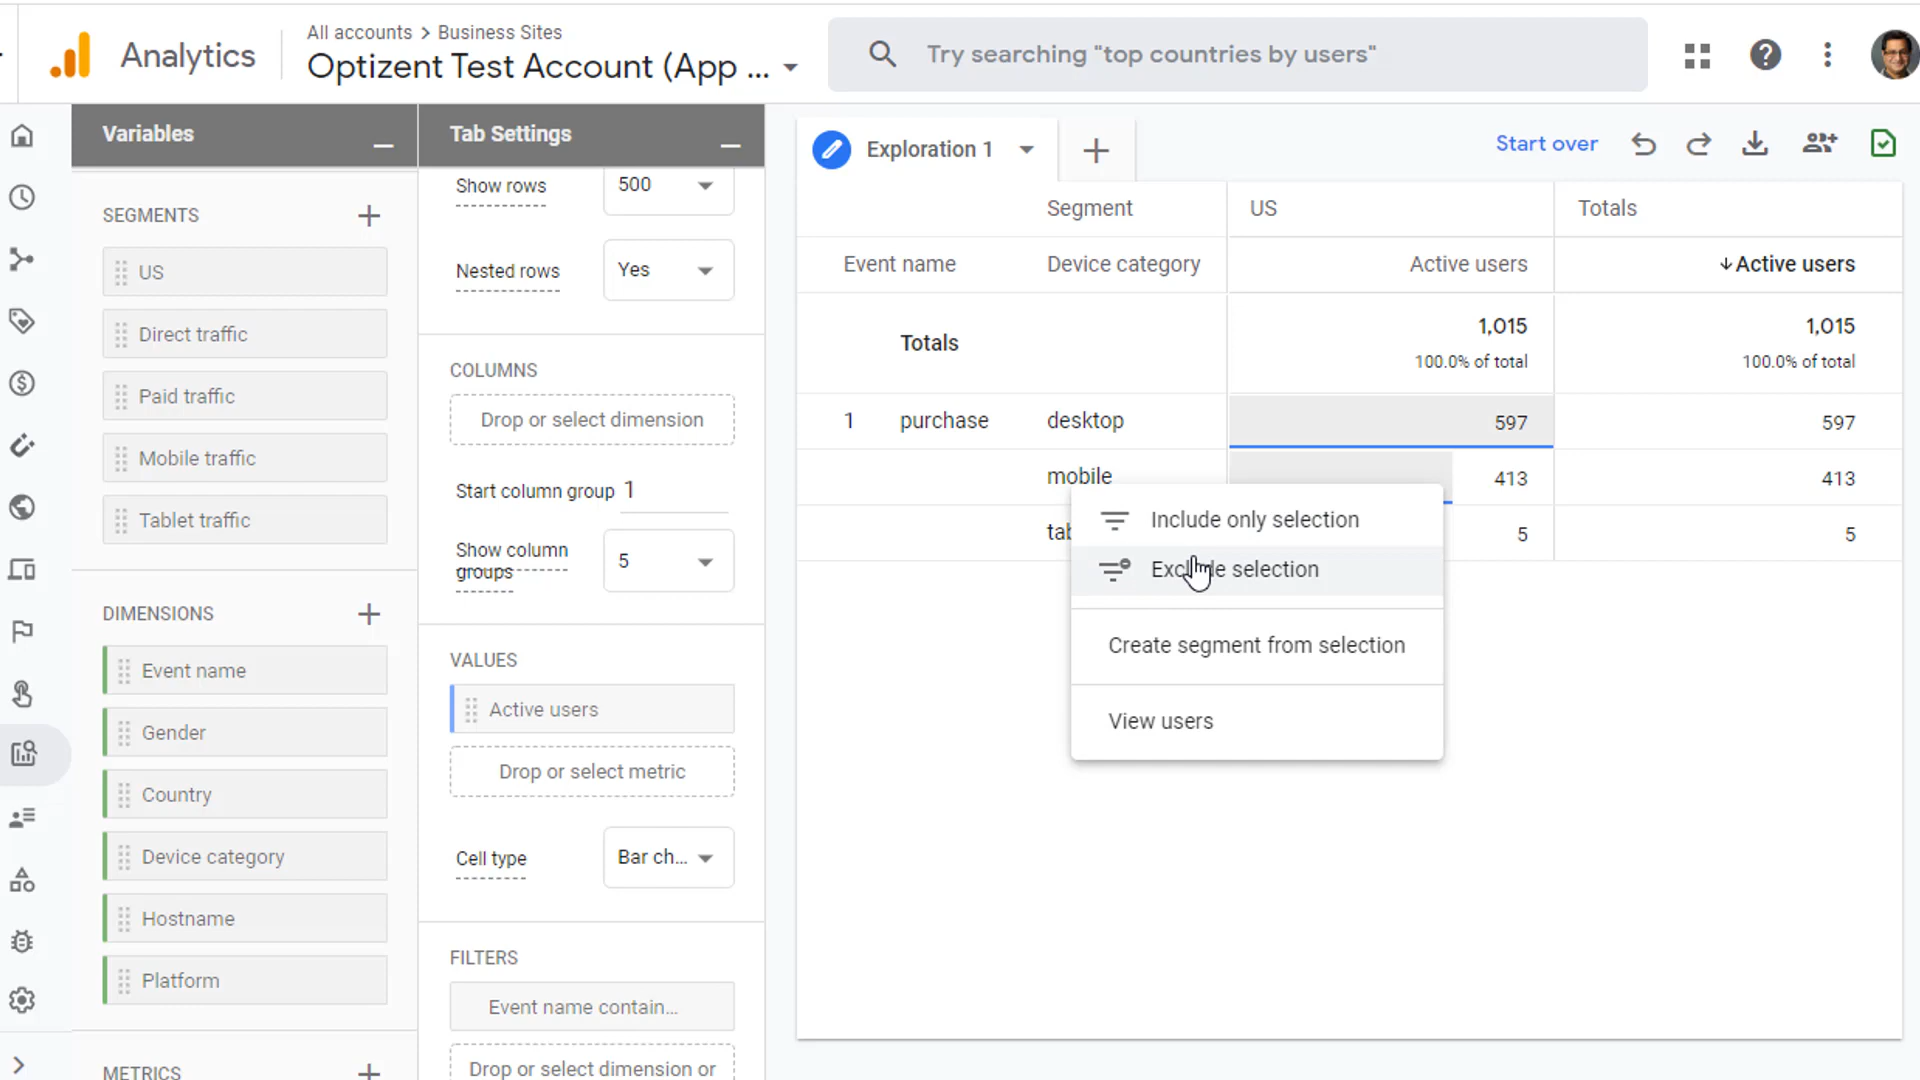 Analytics
All accounts > Business Sites
Optizent Test Account (App ...
Try searching "top countries by users"
Variables
SEGMENTS
US
Direct traffic
Paid traffic
Mobile traffic
Tablet traffic
DIMENSIONS
Event name
Gender
Country
Device category
Hostname
Platform
METRICS
Tab Settings
Show rows 500
Nested rows Yes
COLUMNS
Drop or select dimension
Start column group 1
Show column groups 5
VALUES
Active users
Drop or select metric
Cell type Bar ch...
FILTERS
Event name contain...
Drop or select dimension or
Exploration 1
Start over
Segment US Totals
Event name Device category Active users ↓Active users
Totals 1,015 1,015
100.0% of total 100.0% of total
1 purchase desktop 597 597
mobile 413 413
tab 5 5
Include only selection
Exclude selection
Create segment from selection
View users